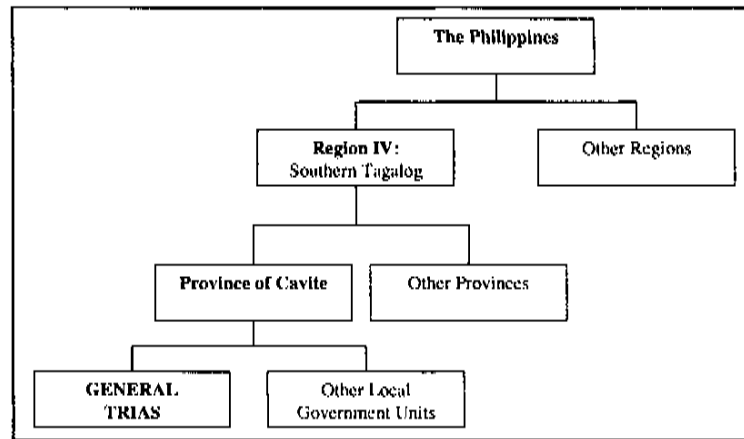 The Philippines
Region IV:
Southern Tagalog
Other Regions
Province of Cavite
Other Provinces
GENERAL
TRIAS
Other Local
Government Units